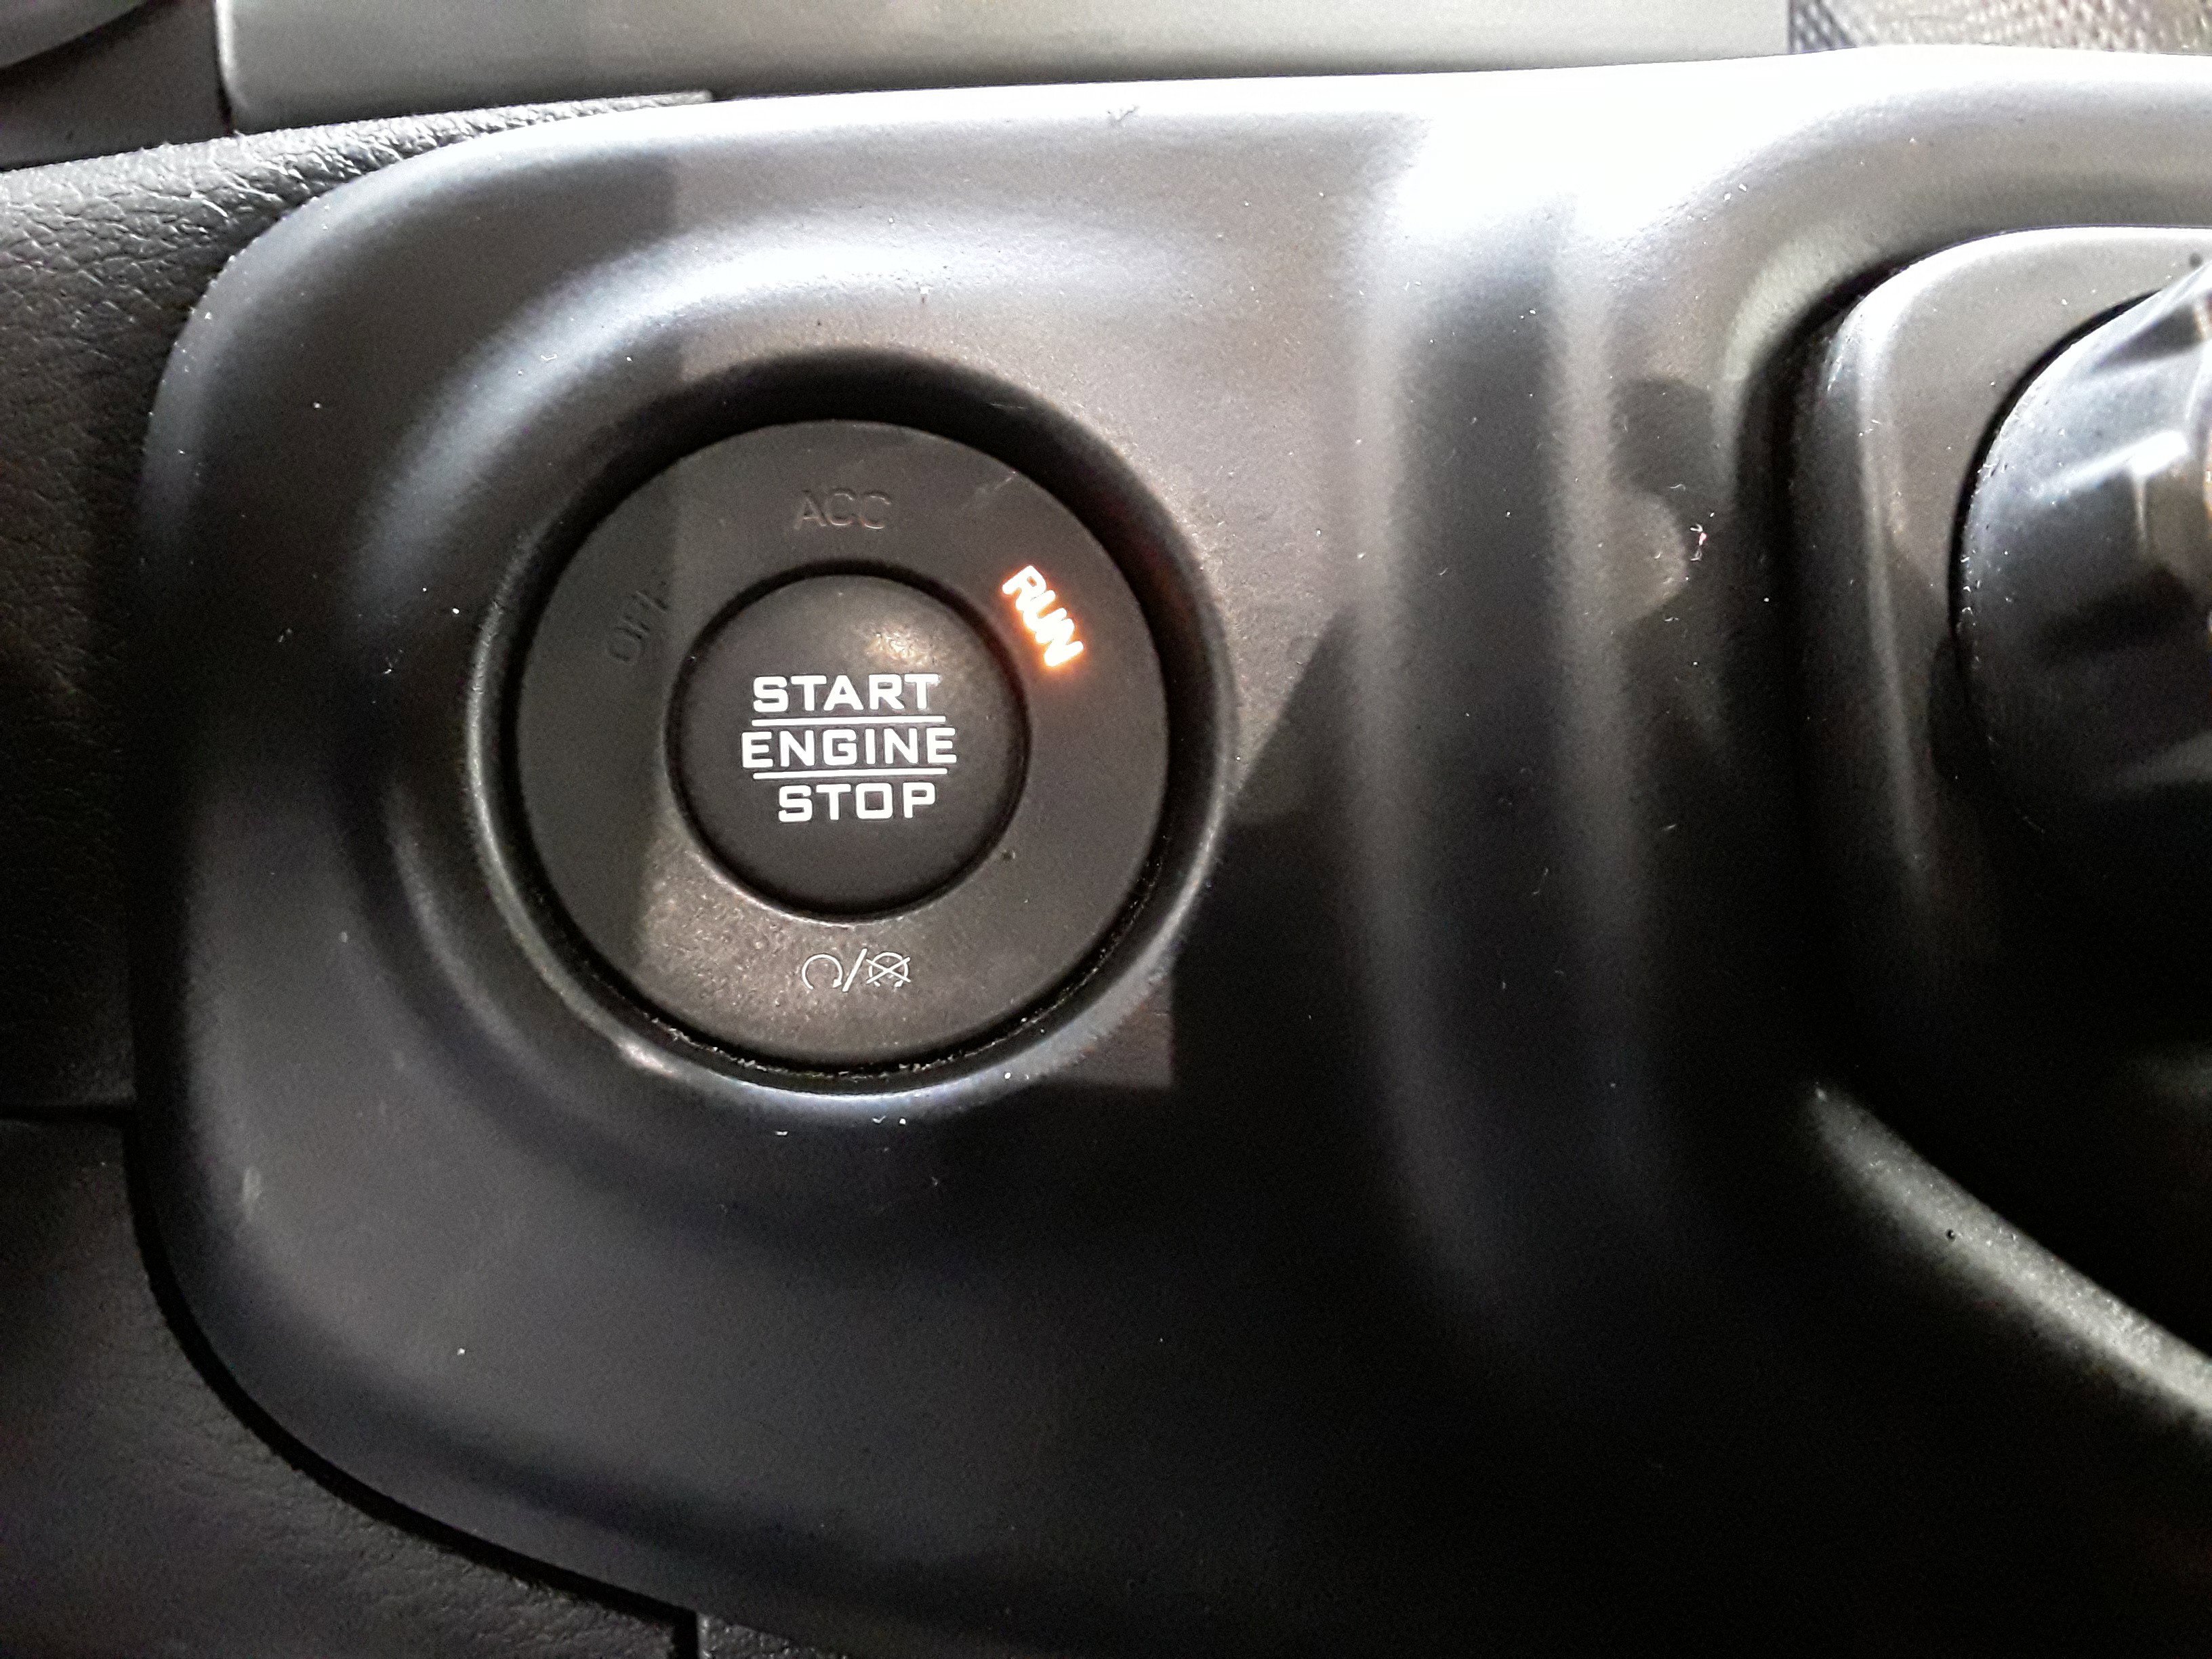 ACC
OFF
RUN
START
ENGINE
STOP